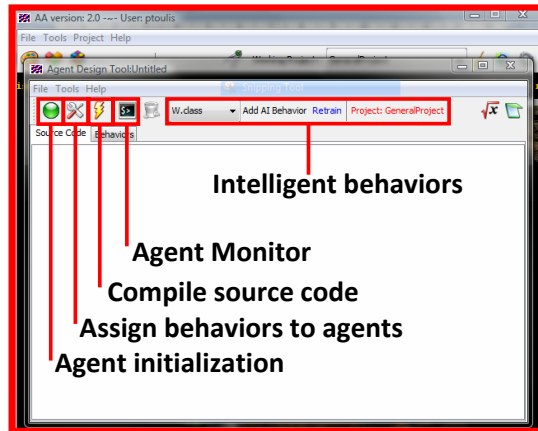 AA version: 2.0 -~- User: ptoulis
File Tools Project Help
Agent Design Tool:Untitled
File Tools Help
Snipping Tool
W.class Add AI Behavior Retrain Project: GeneralProject
Source Code Behaviors
Intelligent behaviors
Agent Monitor
Compile source code
Assign behaviors to agents
Agent initialization